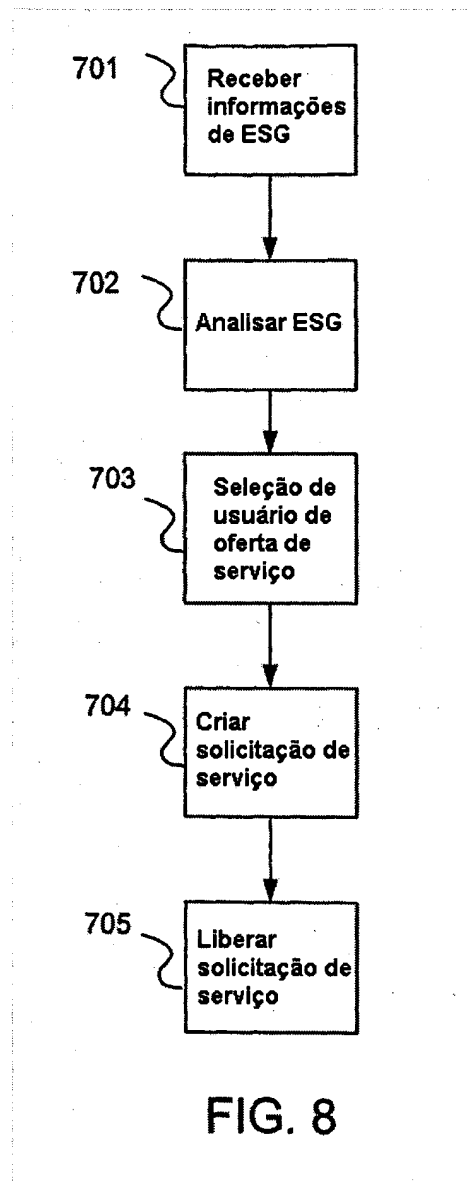 701
Receber
informações
de ESG
702
Analisar ESG
703
Seleção de
usuário de
oferta de
serviço
704
Criar
solicitação de
serviço
705
Liberar
solicitação de
serviço
FIG. 8